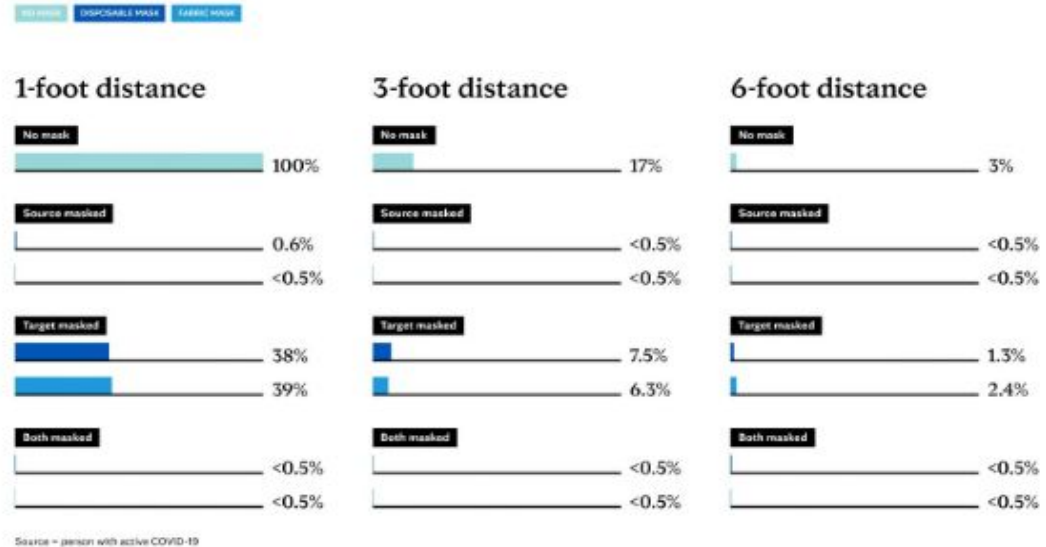 NO MASK DISPOSABLE MASK FABRIC MASK
1-foot distance
No mask
100%
Source masked
0.6%
<0.5%
Target masked
38%
39%
Both masked
<0.5%
<0.5%
3-foot distance
No mask
17%
Source masked
<0.5%
<0.5%
Target masked
7.5%
6.3%
Both masked
<0.5%
<0.5%
6-foot distance
No mask
3%
Source masked
<0.5%
<0.5%
Target masked
1.3%
2.4%
Both masked
<0.5%
<0.5%
Source = person with active COVID-19